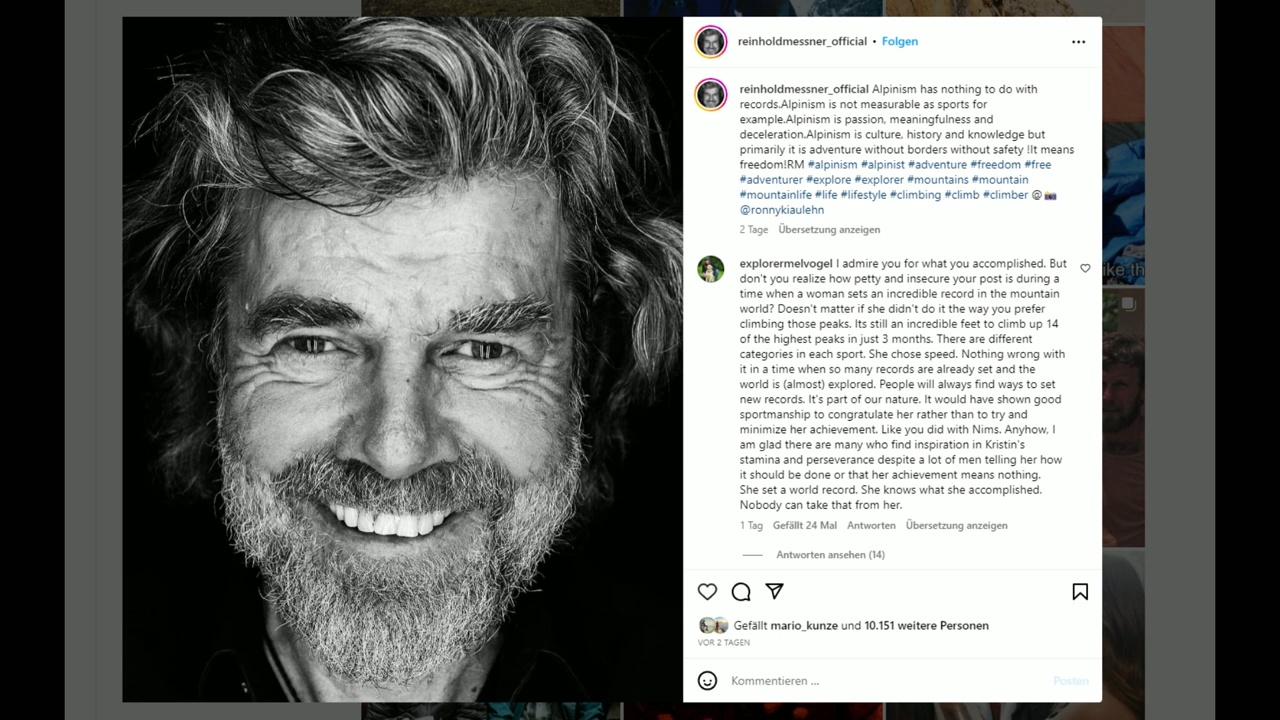 reinholdmessner_official • Folgen
reinholdmessner_official Alpinism has nothing to do with
records.Alpinism is not measurable as sports for
example.Alpinism is passion, meaningfulness and
deceleration.Alpinism is culture, history and knowledge but
primarily it is adventure without borders without safety !It means
freedom!RM #alpinism #alpinist #adventure #freedom #free
#adventurer #explore #explorer #mountains #mountain
#mountainlife #life #lifestyle #climbing #climb #climber @📷
@ronnykiaulehn
2 Tage Übersetzung anzeigen
explorermelvogel I admire you for what you accomplished. But
don't you realize how petty and insecure your post is during a
time when a woman sets an incredible record in the mountain
world? Doesn't matter if she didn't do it the way you prefer
climbing those peaks. Its still an incredible feet to climb up 14
of the highest peaks in just 3 months. There are different
categories in each sport. She chose speed. Nothing wrong with
it in a time when so many records are already set and the
world is (almost) explored. People will always find ways to set
new records. It's part of our nature. It would have shown good
sportmanship to congratulate her rather than to try and
minimize her achievement. Like you did with Nims. Anyhow, I
am glad there are many who find inspiration in Kristin's
stamina and perseverance despite a lot of men telling her how
it should be done or that her achievement means nothing.
She set a world record. She knows what she accomplished.
Nobody can take that from her.
1 Tag Gefällt 24 Mal Antworten Übersetzung anzeigen
Antworten ansehen (14)
Gefällt mario_kunze und 10.151 weitere Personen
VOR 2 TAGEN
Kommentieren ...
Posten